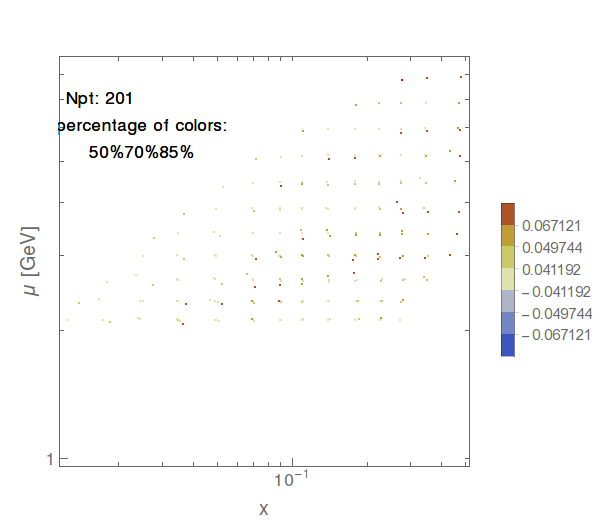 Npt: 201
percentage of colors:
50%70%85%
μ [GeV]
1
10⁻¹
x
0.067121
0.049744
0.041192
−0.041192
−0.049744
−0.067121